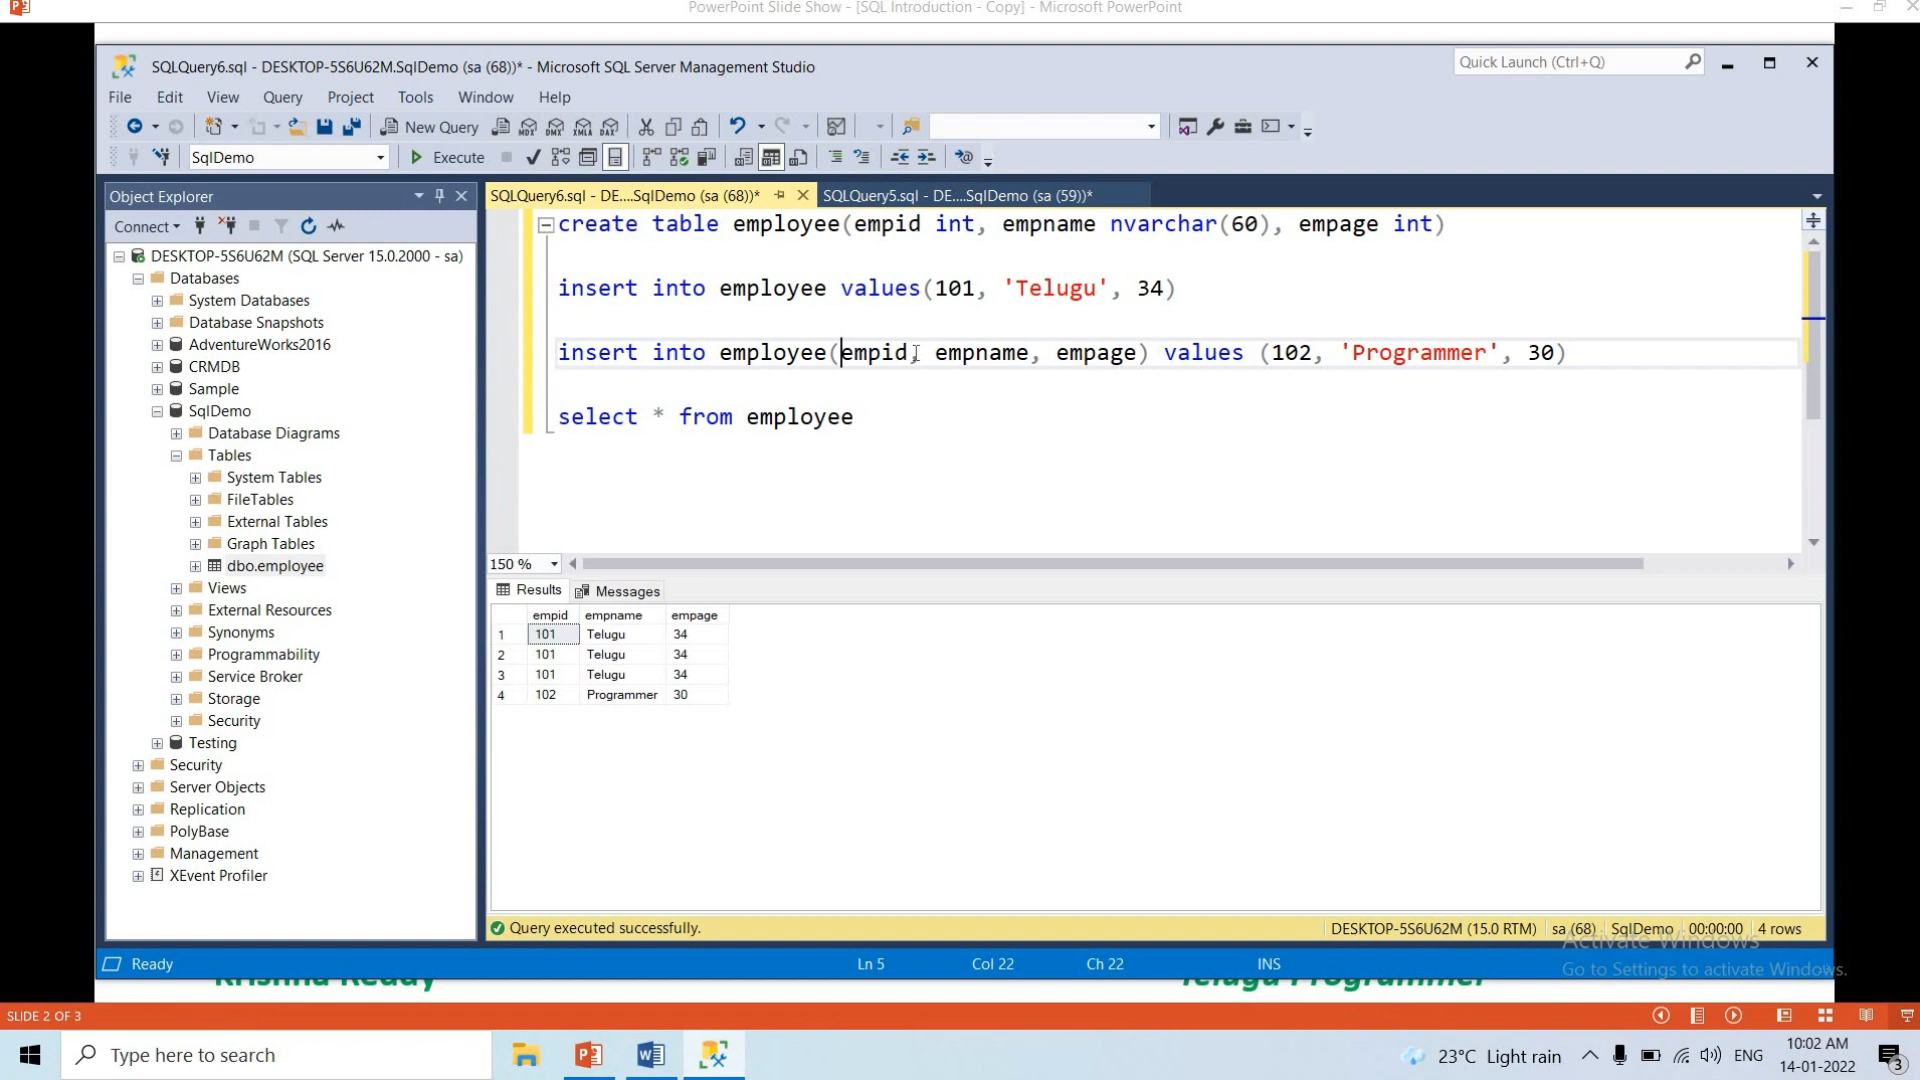 PowerPoint Slide Show - [SQL Introduction - Copy] - Microsoft PowerPoint
SQLQuery6.sql - DESKTOP-5S6U62M.SqlDemo (sa (68))* - Microsoft SQL Server Management Studio
Quick Launch (Ctrl+Q)
File Edit View Query Project Tools Window Help
New Query
SqlDemo
Execute
Object Explorer
SQLQuery6.sql - DE....SqlDemo (sa (68))*
SQLQuery5.sql - DE....SqlDemo (sa (59))*
Connect
DESKTOP-5S6U62M (SQL Server 15.0.2000 - sa)
Databases
System Databases
Database Snapshots
AdventureWorks2016
CRMDB
Sample
SqlDemo
Database Diagrams
Tables
System Tables
FileTables
External Tables
Graph Tables
dbo.employee
Views
External Resources
Synonyms
Programmability
Service Broker
Storage
Security
Testing
Security
Server Objects
Replication
PolyBase
Management
XEvent Profiler
create table employee(empid int, empname nvarchar(60), empage int)
insert into employee values(101, 'Telugu', 34)
insert into employee(empid, empname, empage) values (102, 'Programmer', 30)
select * from employee
150 %
Results Messages
empid empname empage
1 101 Telugu 34
2 101 Telugu 34
3 101 Telugu 34
4 102 Programmer 30
Query executed successfully.
DESKTOP-5S6U62M (15.0 RTM) sa (68) SqlDemo 00:00:00 4 rows
Activate Windows
Go to Settings to activate Windows.
Ready
Ln 5
Col 22
Ch 22
INS
Krishna Reddy
Telugu Programmer
SLIDE 2 OF 3
Type here to search
23°C Light rain
ENG
10:02 AM
14-01-2022
3